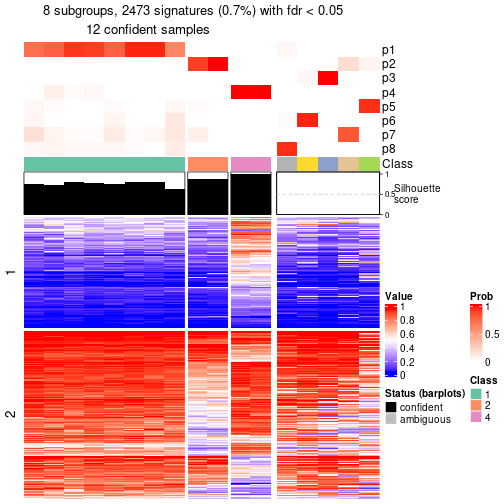 8 subgroups, 2473 signatures (0.7%) with fdr < 0.05
12 confident samples
p1
p2
p3
p4
p5
p6
p7
p8
Class
1
0.5
0
Silhouette
score
1
2
Value
1
0.8
0.6
0.4
0.2
0
Status (barplots)
confident
ambiguous
Prob
1
0.5
0
Class
1
2
4